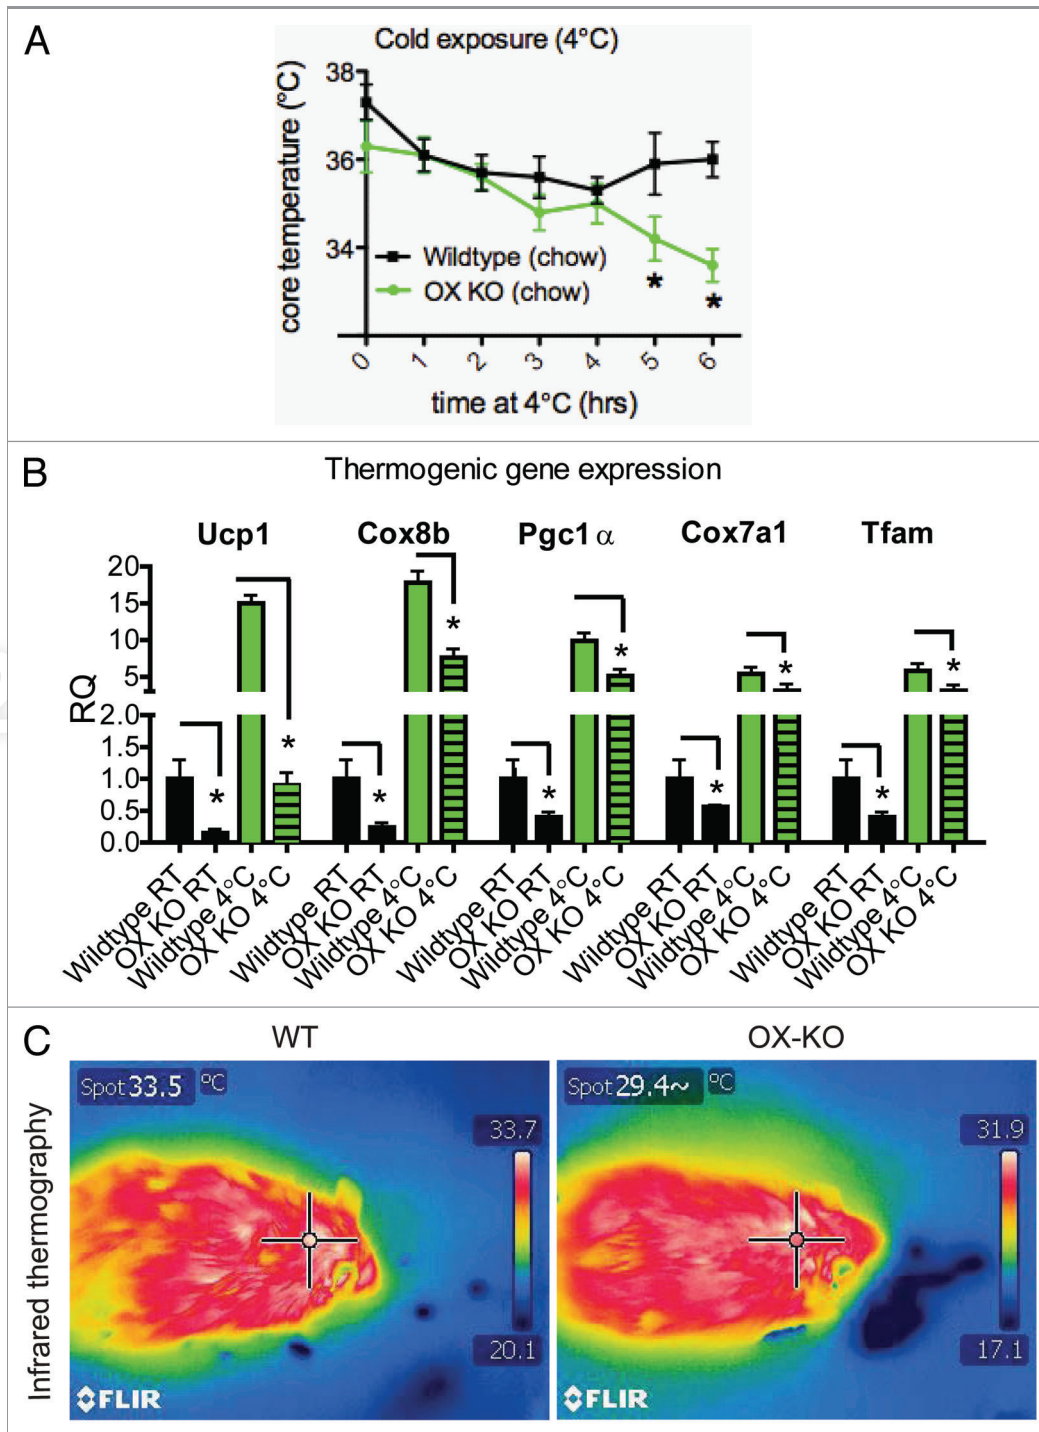 A
Cold exposure (4°C)
core temperature (°C)
38
36
34
Wildtype (chow)
OX KO (chow)
*
*
0 1 2 3 4 5 6
time at 4°C (hrs)
B
Thermogenic gene expression
Ucp1 Cox8b Pgc1 α Cox7a1 Tfam
RQ
20
15
10
5
2.0
1.5
1.0
0.5
0.0
* * * * * * * * * *
Wildtype RT OX KO RT Wildtype 4°C OX KO 4°C Wildtype RT OX KO RT Wildtype 4°C OX KO 4°C Wildtype RT OX KO RT Wildtype 4°C OX KO 4°C Wildtype RT OX KO RT Wildtype 4°C OX KO 4°C Wildtype RT OX KO RT Wildtype 4°C OX KO 4°C
C
WT OX-KO
Infrared thermography
Spot 33.5 °C
33.7
20.1
FLIR
Spot 29.4~ °C
31.9
17.1
FLIR